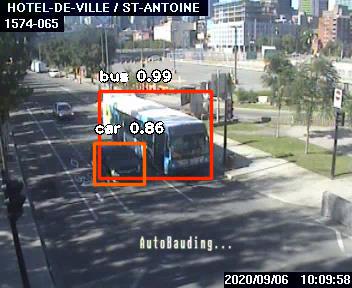 HOTEL-DE-VILLE / ST-ANTOINE
1574-065
bus 0.99
car 0.86
AutoBauding...
2020/09/06 10:09:58